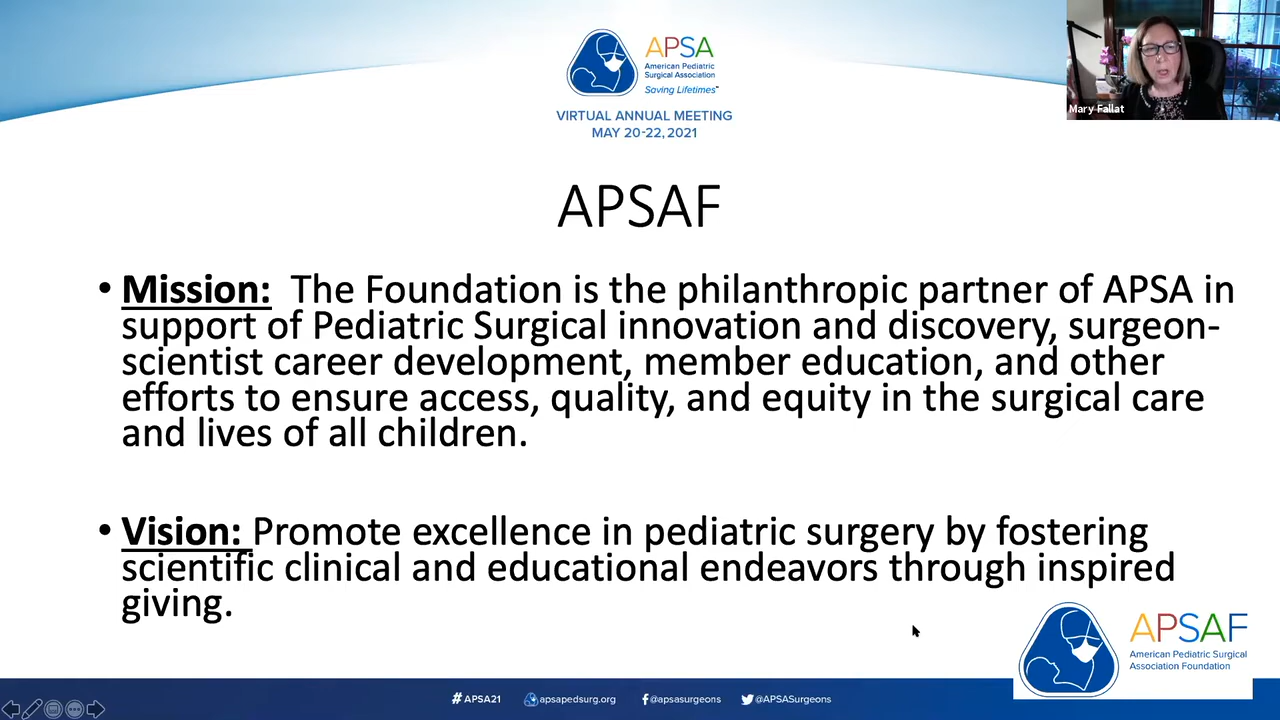 APSA
American Pediatric
Surgical Association
Saving Lifetimes™
VIRTUAL ANNUAL MEETING
MAY 20-22, 2021
Mary Fallat
APSAF
• Mission: The Foundation is the philanthropic partner of APSA in
support of Pediatric Surgical innovation and discovery, surgeon-
scientist career development, member education, and other
efforts to ensure access, quality, and equity in the surgical care
and lives of all children.
• Vision: Promote excellence in pediatric surgery by fostering
scientific clinical and educational endeavors through inspired
giving.
APSAF
American Pediatric Surgical
Association Foundation
#APSA21 apsapedsurg.org @apsasurgeons @APSASurgeons